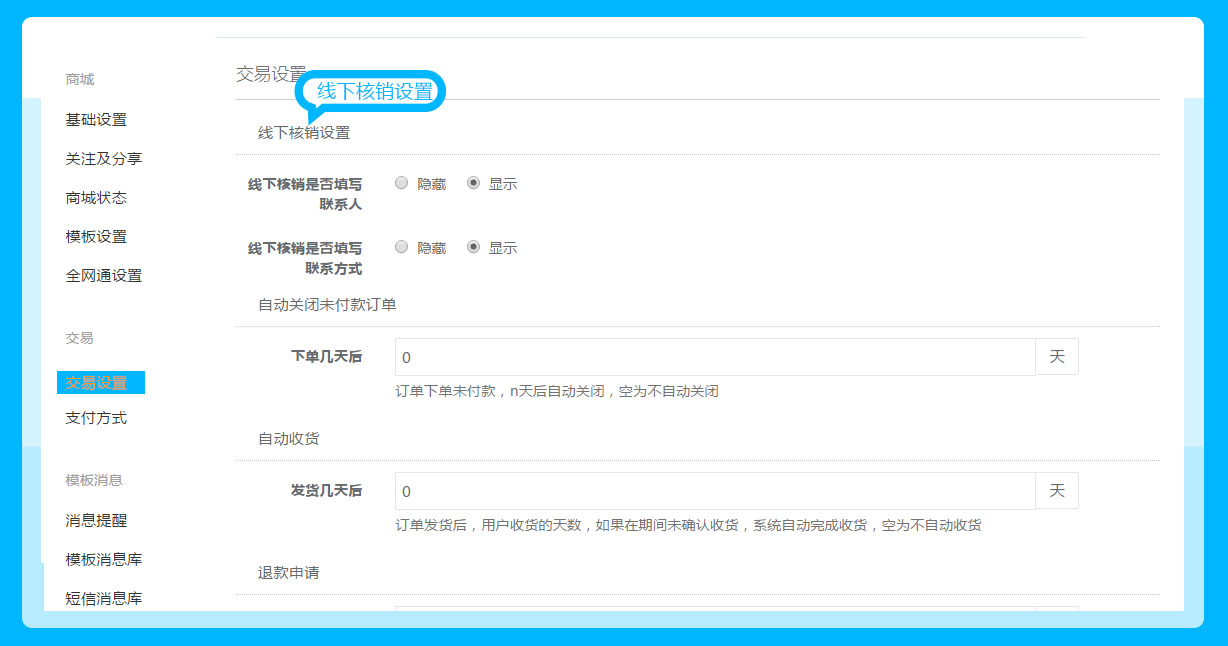 商城
基础设置
关注及分享
商城状态
模板设置
全网通设置
交易
交易设置
支付方式
模板消息
消息提醒
模板消息库
短信消息库
交易设置
线下核销设置
线下核销设置
线下核销是否填写
联系人
隐藏 显示
线下核销是否填写
联系方式
隐藏 显示
自动关闭未付款订单
下单几天后 0 天
订单下单未付款，n天后自动关闭，空为不自动关闭
自动收货
发货几天后 0 天
订单发货后，用户收货的天数，如果在期间未确认收货，系统自动完成收货，空为不自动收货
退款申请